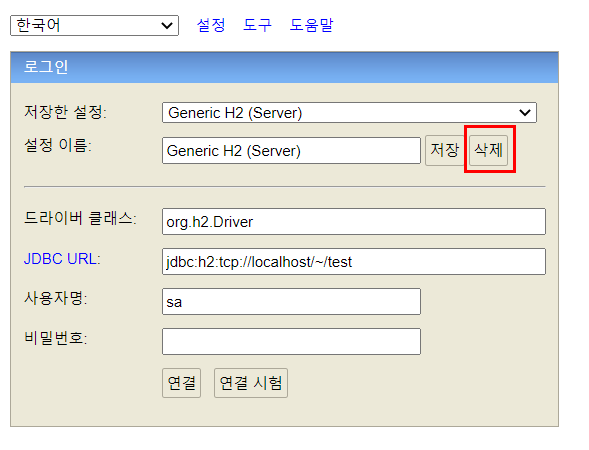 한국어 설정 도구 도움말
로그인
저장한 설정: Generic H2 (Server)
설정 이름: Generic H2 (Server) 저장 삭제
드라이버 클래스: org.h2.Driver
JDBC URL: jdbc:h2:tcp://localhost/~/test
사용자명: sa
비밀번호:
연결 연결 시험